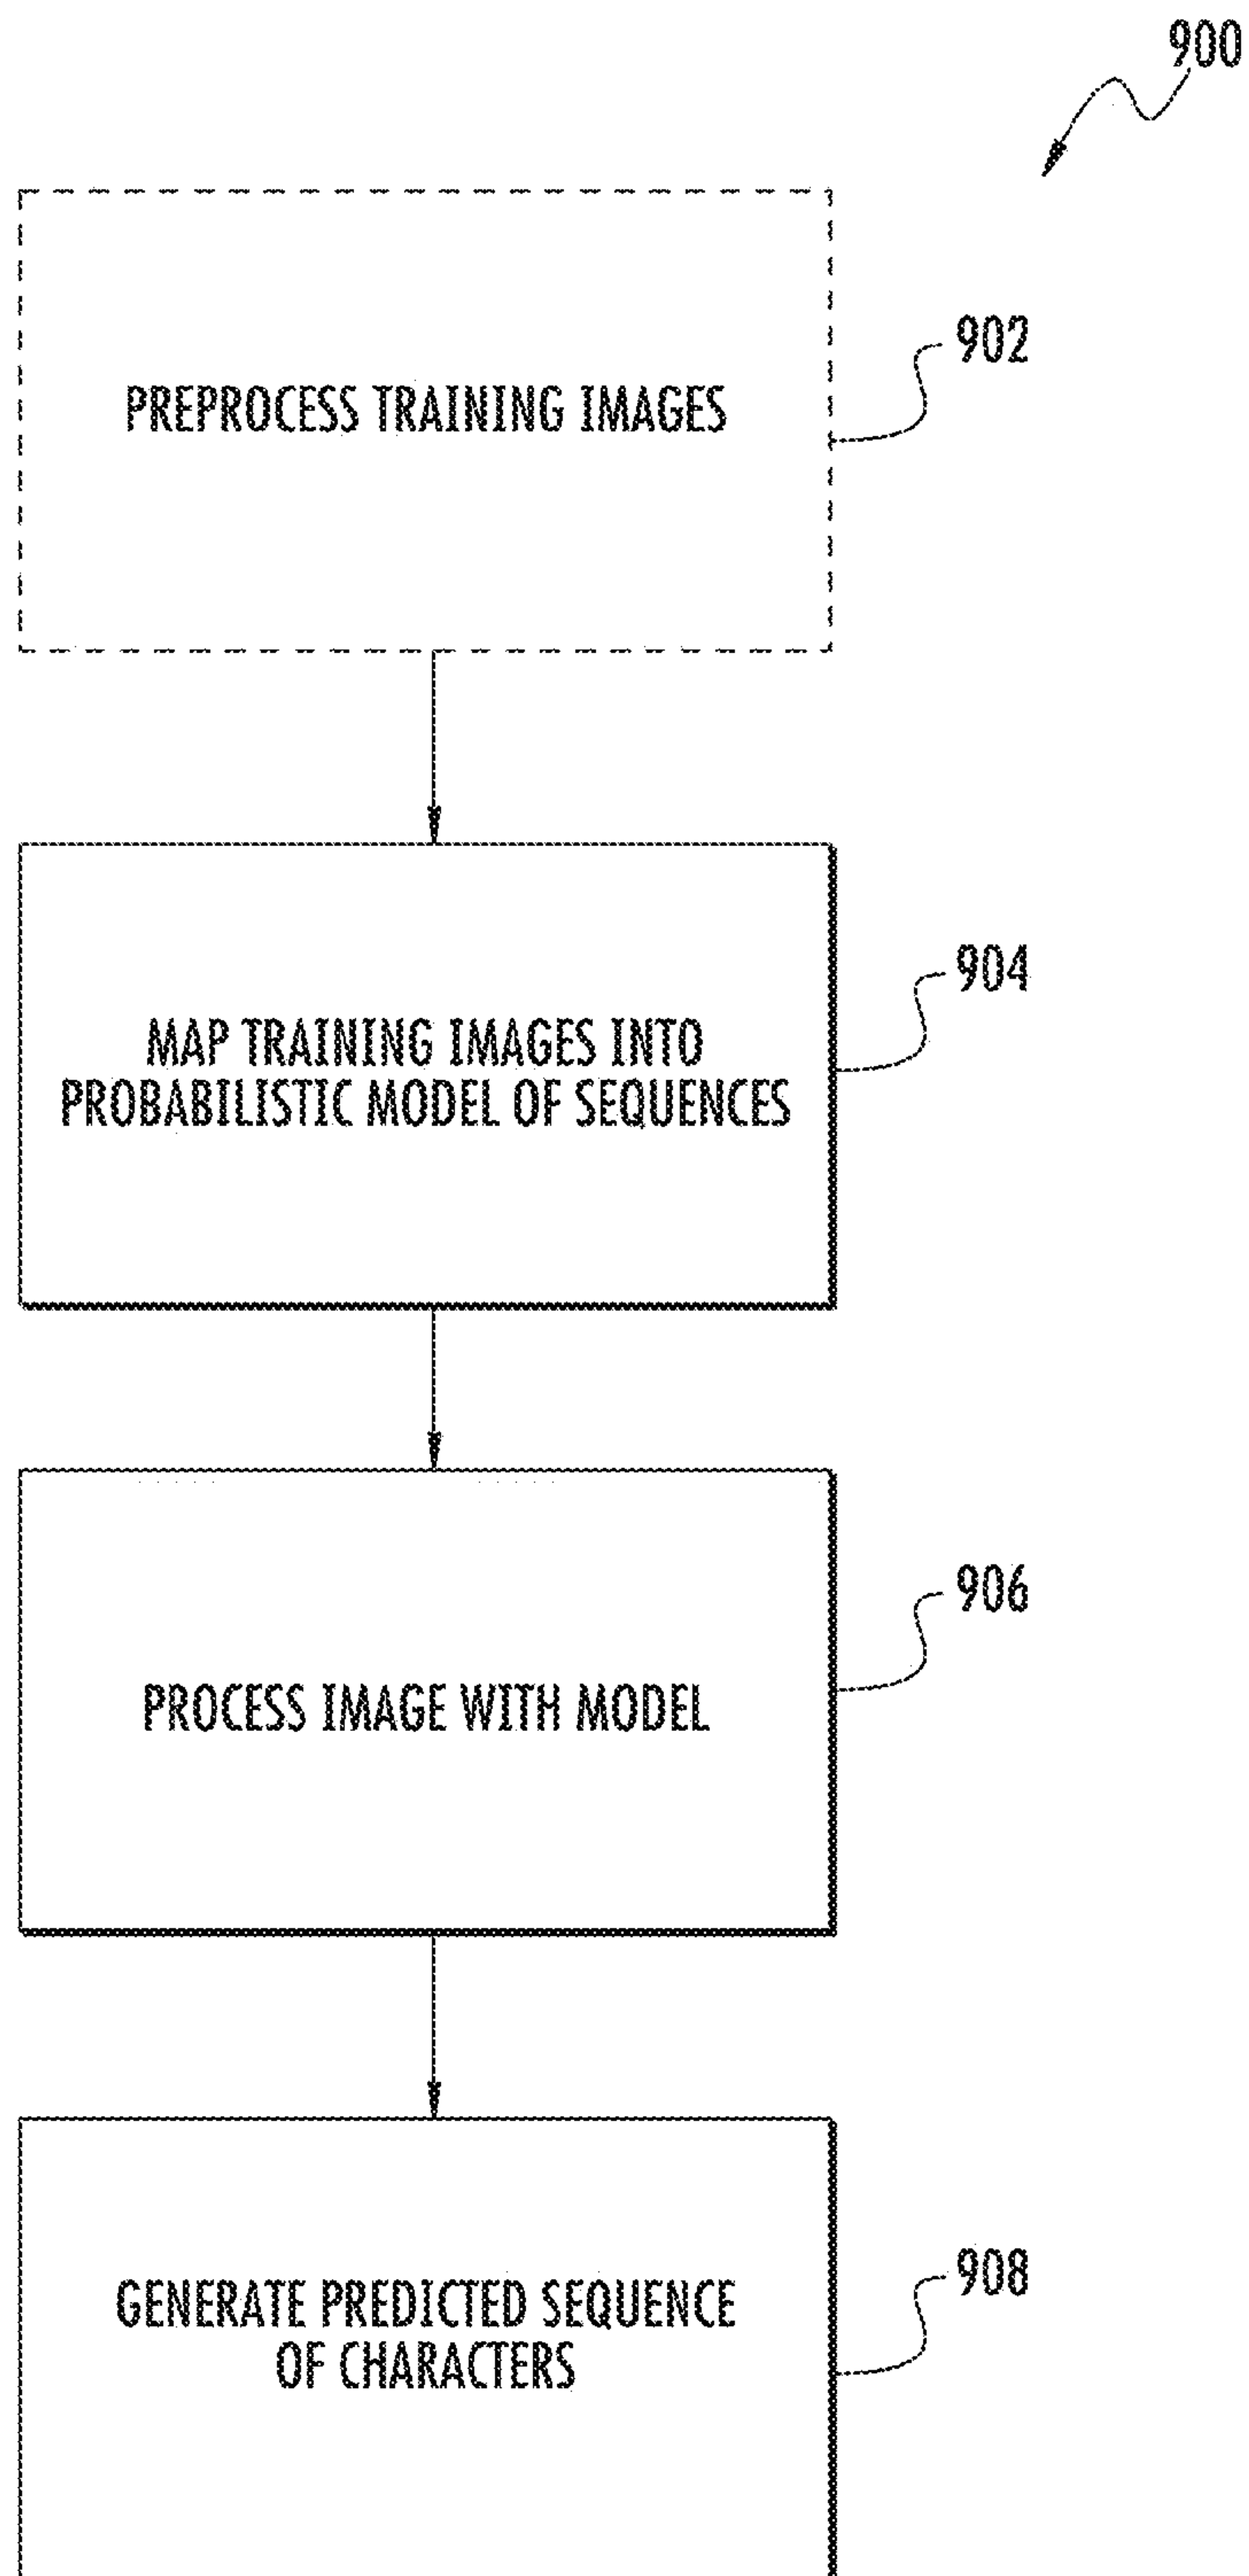 900
PREPROCESS TRAINING IMAGES
902
MAP TRAINING IMAGES INTO
PROBABILISTIC MODEL OF SEQUENCES
904
PROCESS IMAGE WITH MODEL
906
GENERATE PREDICTED SEQUENCE
OF CHARACTERS
908